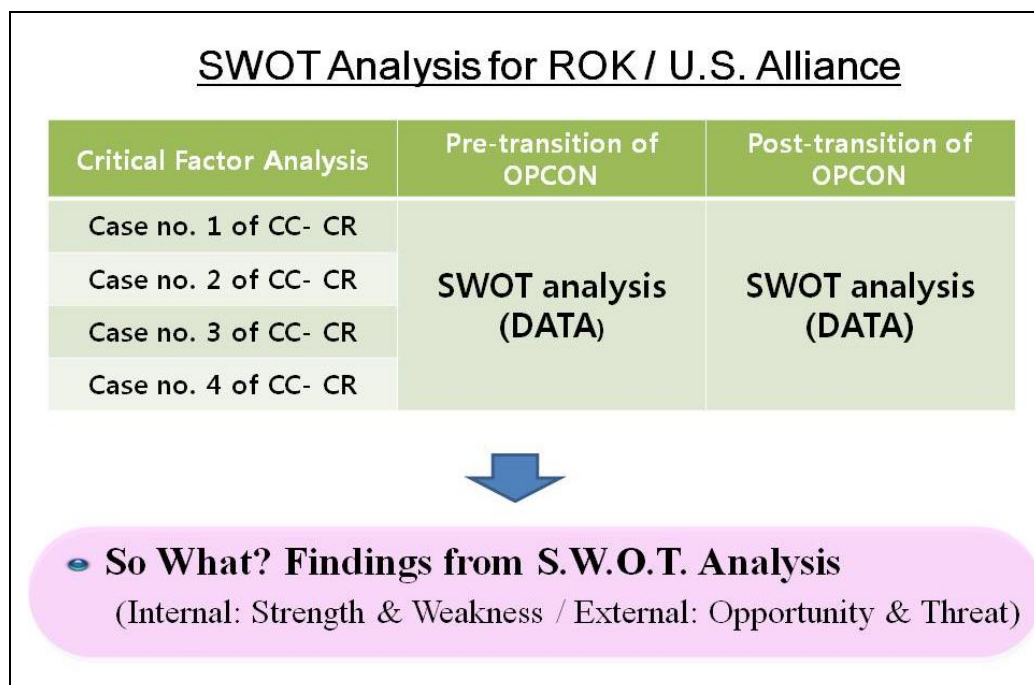 SWOT Analysis for ROK / U.S. Alliance
Critical Factor Analysis
Pre-transition of
OPCON
Post-transition of
OPCON
Case no. 1 of CC- CR
Case no. 2 of CC- CR
Case no. 3 of CC- CR
Case no. 4 of CC- CR
SWOT analysis
(DATA)
SWOT analysis
(DATA)
So What? Findings from S.W.O.T. Analysis
(Internal: Strength & Weakness / External: Opportunity & Threat)